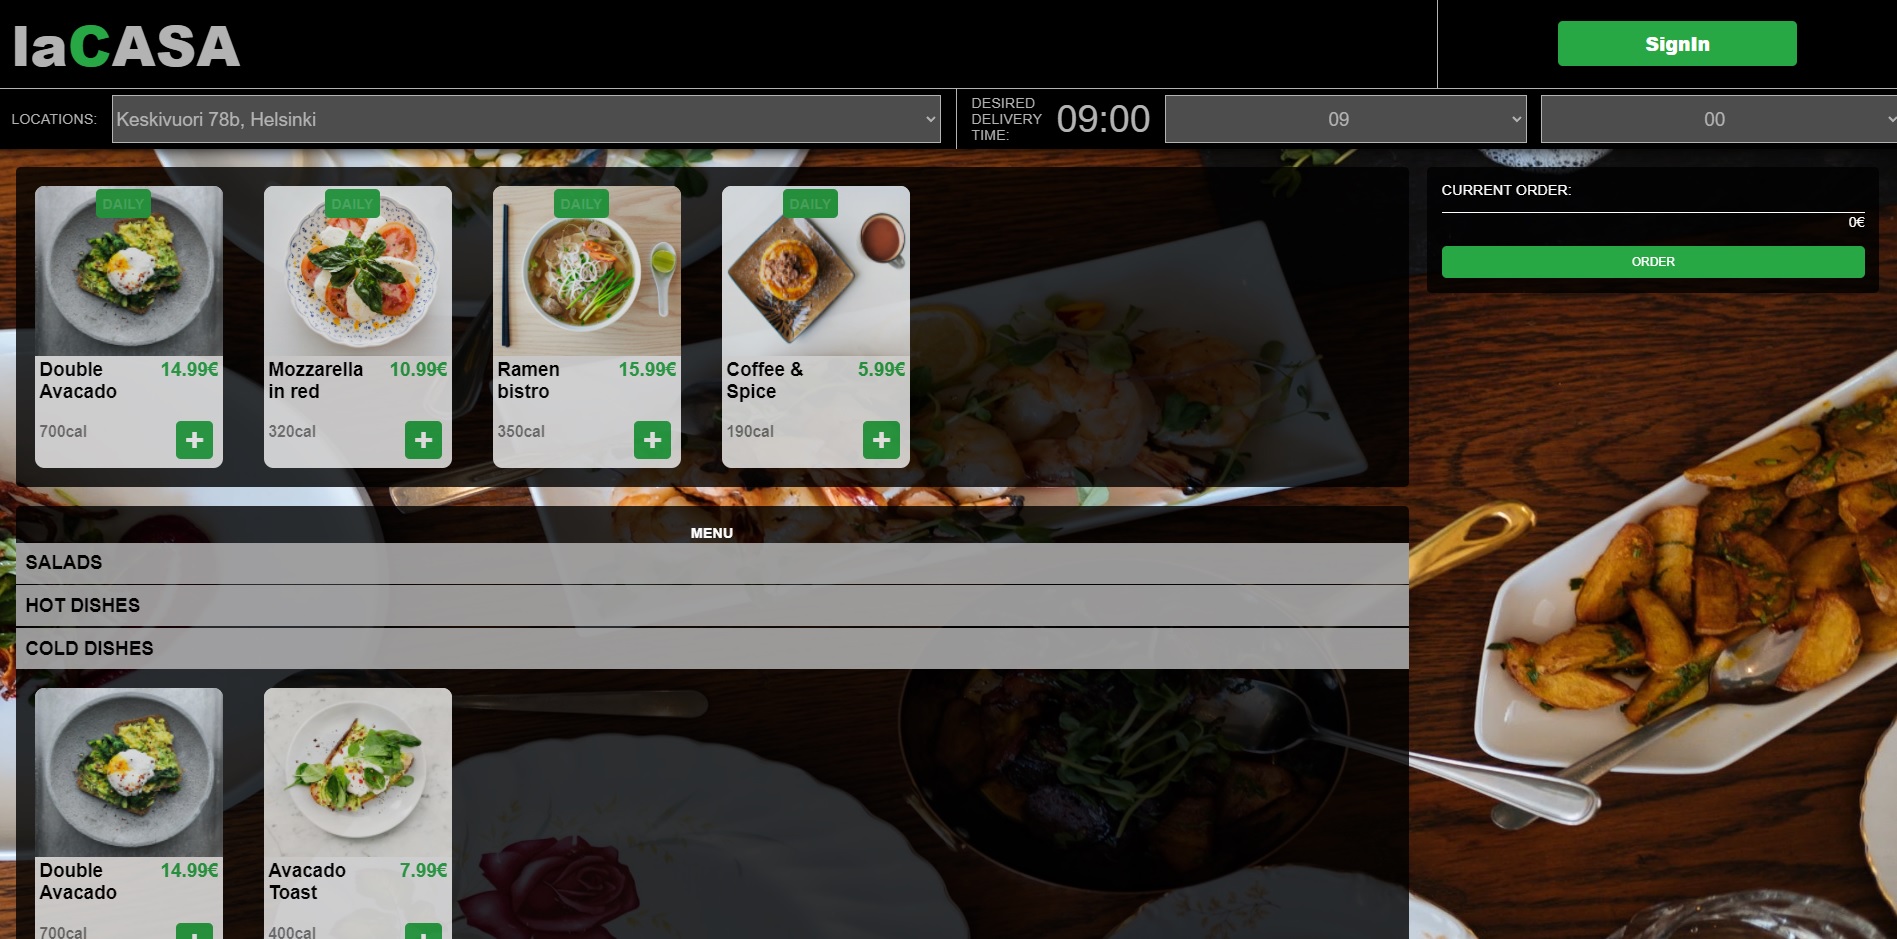 laCASA
SignIn
LOCATIONS:
Keskivuori 78b, Helsinki
DESIRED
DELIVERY
TIME:
09:00
09
00
DAILY
Double
Avacado
14.99€
700cal
DAILY
Mozzarella
in red
10.99€
320cal
DAILY
Ramen
bistro
15.99€
350cal
DAILY
Coffee &
Spice
5.99€
190cal
CURRENT ORDER:
0€
ORDER
MENU
SALADS
HOT DISHES
COLD DISHES
Double
Avacado
14.99€
700cal
Avacado
Toast
7.99€
400cal